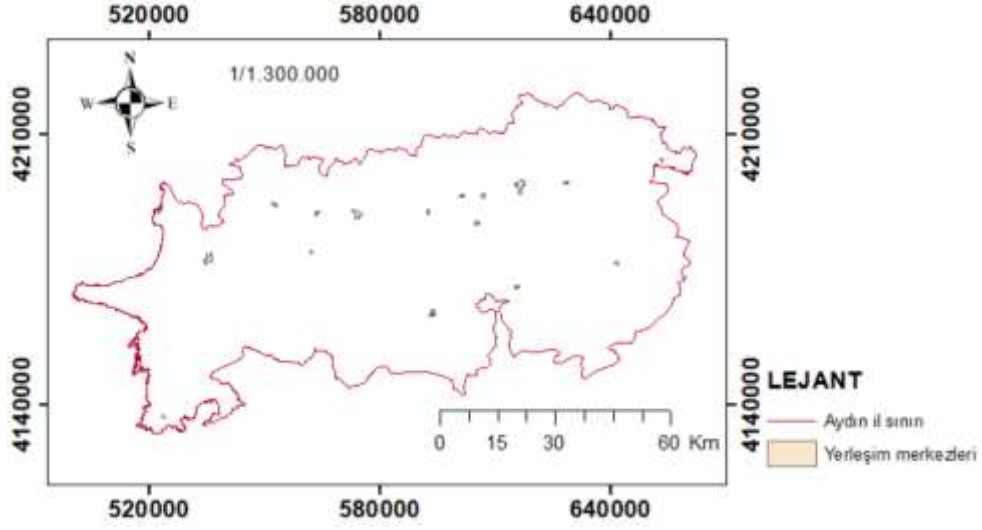 520000 580000 640000
N
W E
S
1/1.300.000
4210000 4210000
4140000 4140000
0 15 30 60 Km
520000 580000 640000
LEJANT
Aydın il sınırı
Yerleşim merkezleri